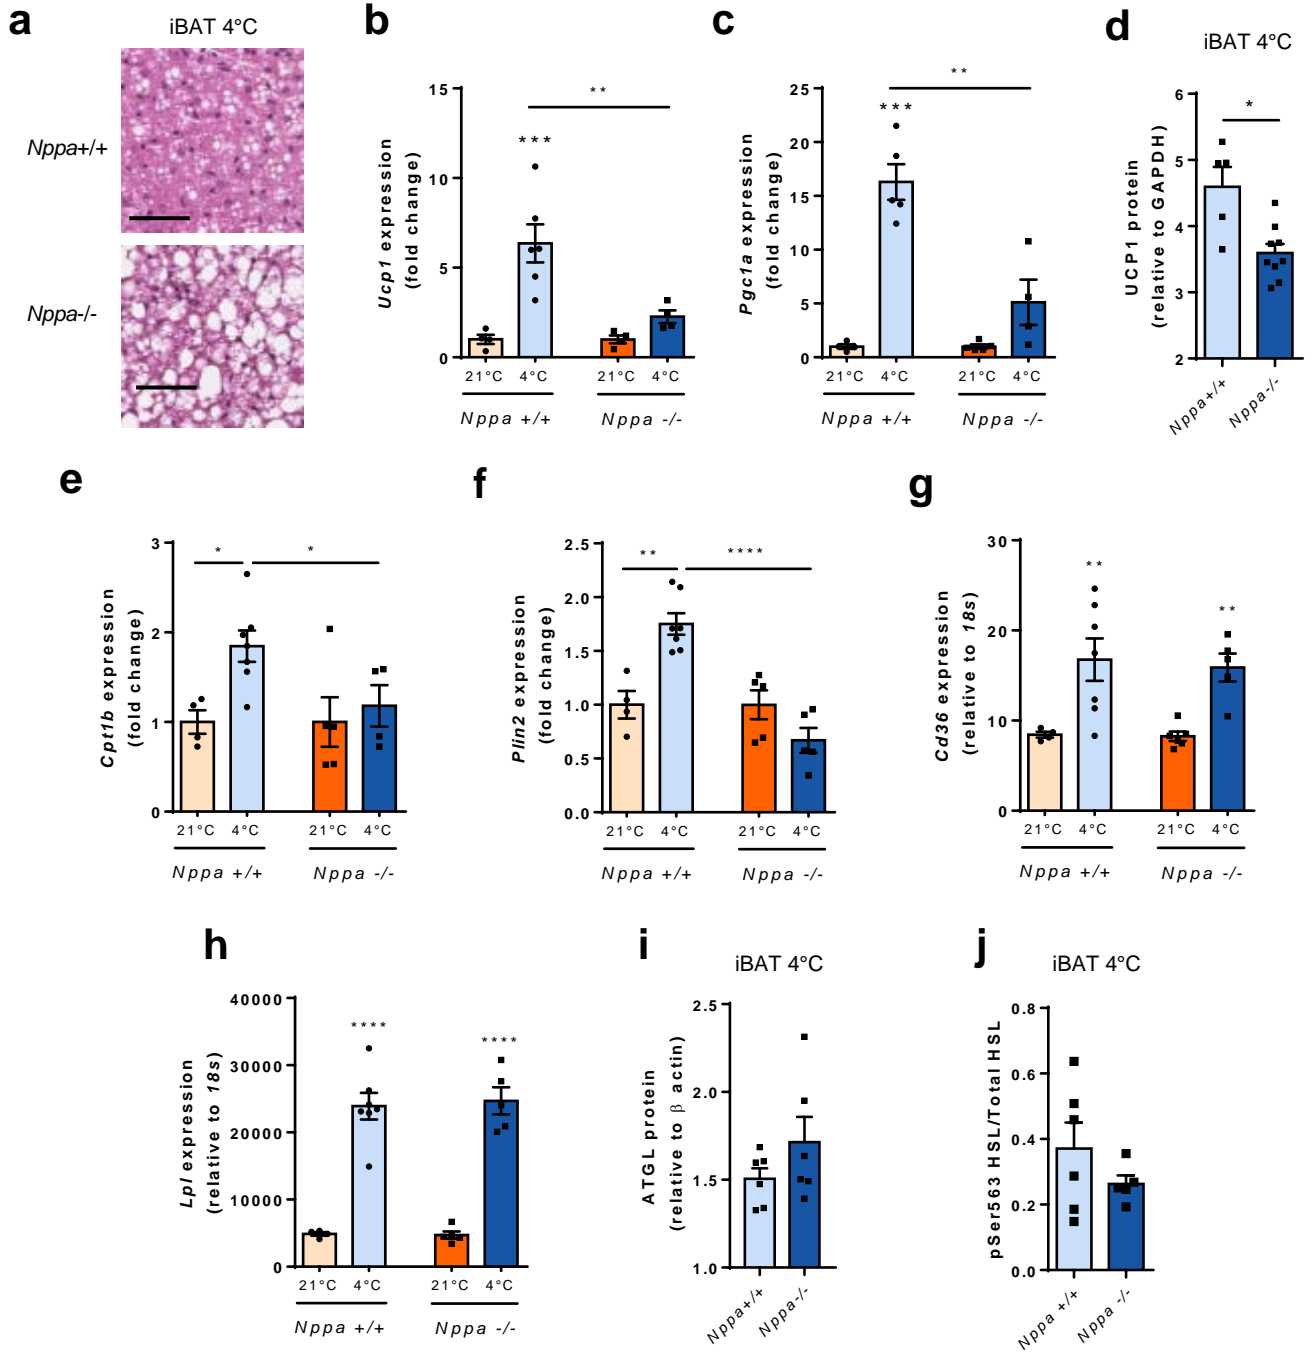 a
iBAT 4°C
Nppa+/+
Nppa-/-
b
Ucp1 expression
(fold change)
15
10
5
0
**
***
21°C 4°C 21°C 4°C
Nppa +/+ Nppa -/-
c
Pgc1a expression
(fold change)
25
20
15
10
5
0
**
***
21°C 4°C 21°C 4°C
Nppa +/+ Nppa -/-
d
iBAT 4°C
UCP1 protein
(relative to GAPDH)
6
5
4
3
2
*
Nppa+/+
Nppa-/-
e
Cpt1b expression
(fold change)
3
2
1
0
* *
21°C 4°C 21°C 4°C
Nppa +/+ Nppa -/-
f
Plin2 expression
(fold change)
2.5
2.0
1.5
1.0
0.5
0.0
** ****
21°C 4°C 21°C 4°C
Nppa +/+ Nppa -/-
g
Cd36 expression
(relative to 18s)
30
20
10
0
**
**
21°C 4°C 21°C 4°C
Nppa +/+ Nppa -/-
h
Lpl expression
(relative to 18s)
40000
30000
20000
10000
0
****
****
21°C 4°C 21°C 4°C
Nppa +/+ Nppa -/-
i
iBAT 4°C
ATGL protein
(relative to β actin)
2.5
2.0
1.5
1.0
Nppa+/+
Nppa-/-
j
iBAT 4°C
pSer563 HSL/Total HSL
0.8
0.6
0.4
0.2
0.0
Nppa +/+
Nppa -/-